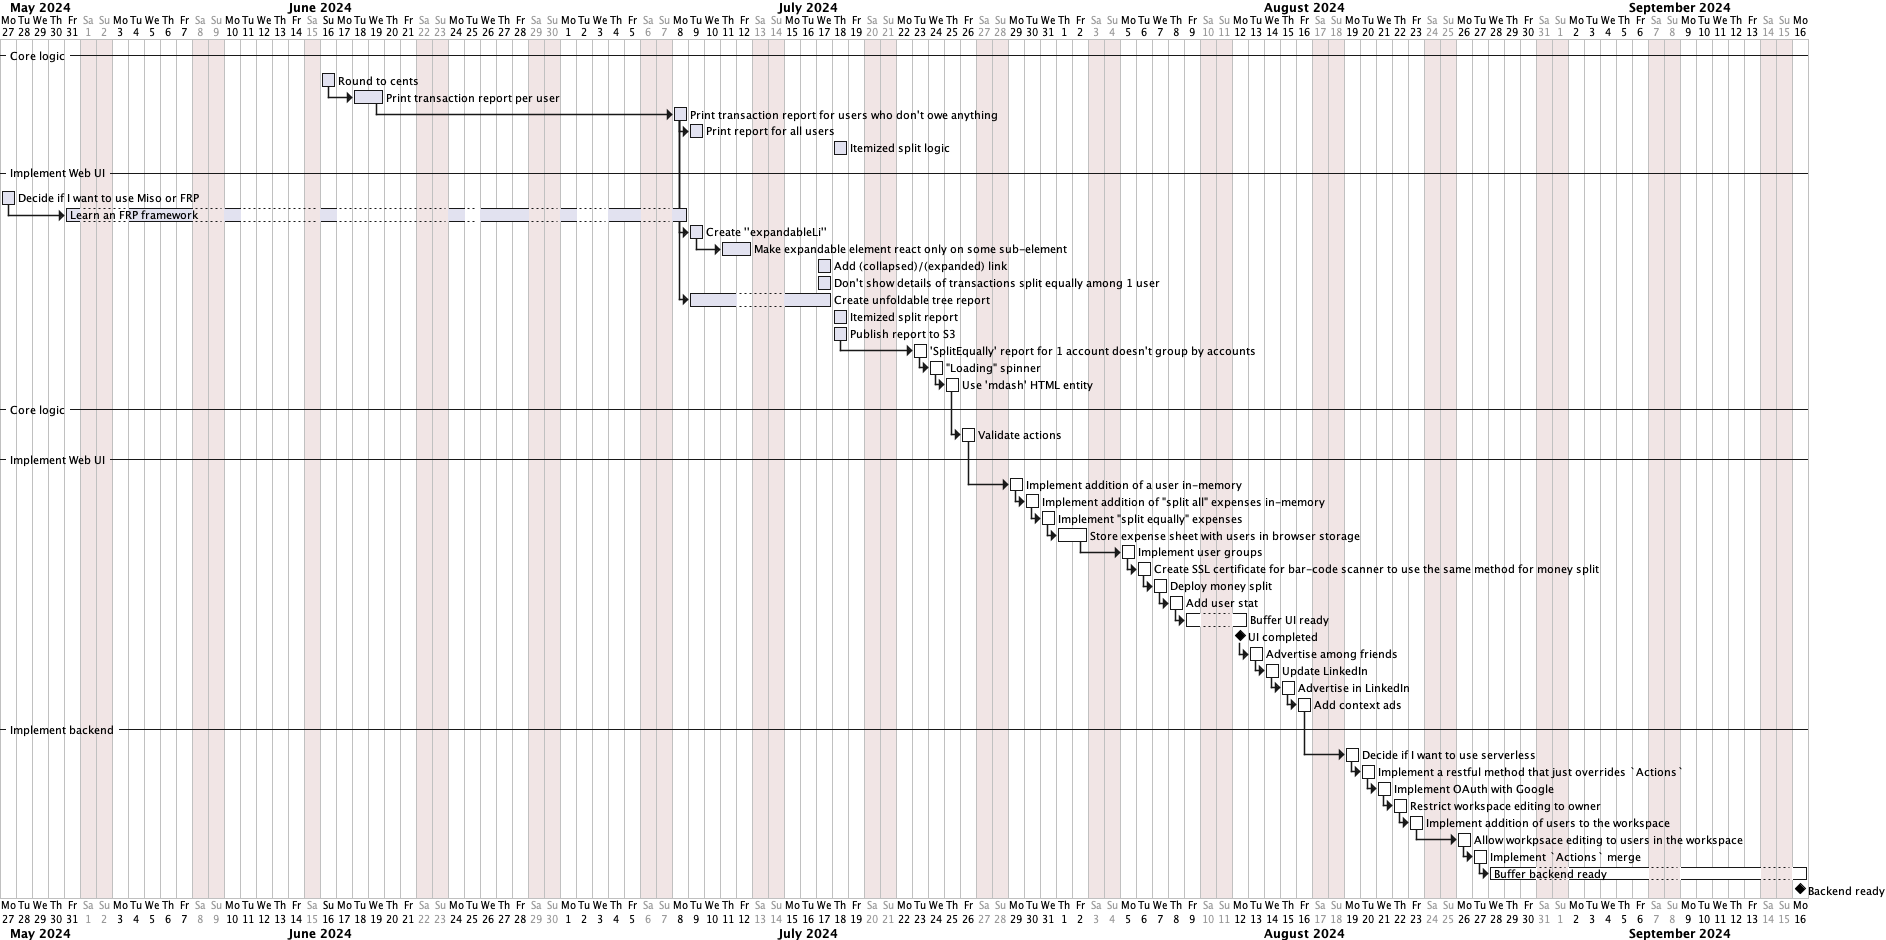 May 2024 June 2024 July 2024 August 2024 September 2024
Mo Tu We Th Fr Sa Su Mo Tu We Th Fr Sa Su Mo Tu We Th Fr Sa Su Mo Tu We Th Fr Sa Su Mo Tu We Th Fr Sa Su Mo Tu We Th Fr Sa Su Mo Tu We Th Fr Sa Su Mo Tu We Th Fr Sa Su Mo Tu We Th Fr Sa Su Mo Tu We Th Fr Sa Su Mo Tu We Th Fr Sa Su Mo Tu We Th Fr Sa Su Mo Tu We Th Fr Sa Su Mo Tu We Th Fr Sa Su Mo Tu We Th Fr Sa Su Mo Tu We Th Fr Sa Su Mo Tu We Th Fr Sa Su Mo
27 28 29 30 31 1 2 3 4 5 6 7 8 9 10 11 12 13 14 15 16 17 18 19 20 21 22 23 24 25 26 27 28 29 30 1 2 3 4 5 6 7 8 9 10 11 12 13 14 15 16 17 18 19 20 21 22 23 24 25 26 27 28 29 30 31 1 2 3 4 5 6 7 8 9 10 11 12 13 14 15 16 17 18 19 20 21 22 23 24 25 26 27 28 29 30 31 1 2 3 4 5 6 7 8 9 10 11 12 13 14 15 16
Core logic
Round to cents
Print transaction report per user
Print transaction report for users who don't owe anything
Print report for all users
Itemized split logic
Implement Web UI
Decide if I want to use Miso or FRP
Learn an FRP framework
Create "expandableLi"
Make expandable element react only on some sub-element
Add (collapsed)/(expanded) link
Don't show details of transactions split equally among 1 user
Create unfoldable tree report
Itemized split report
Publish report to S3
'SplitEqually' report for 1 account doesn't group by accounts
"Loading" spinner
Use 'mdash' HTML entity
Core logic
Validate actions
Implement Web UI
Implement addition of a user in-memory
Implement addition of "split all" expenses in-memory
Implement "split equally" expenses
Store expense sheet with users in browser storage
Implement user groups
Create SSL certificate for bar-code scanner to use the same method for money split
Deploy money split
Add user stat
Buffer UI ready
UI completed
Advertise among friends
Update LinkedIn
Advertise in LinkedIn
Add context ads
Implement backend
Decide if I want to use serverless
Implement a restful method that just overrides `Actions`
Implement OAuth with Google
Restrict workspace editing to owner
Implement addition of users to the workspace
Allow workpsace editing to users in the workspace
Implement `Actions` merge
Buffer backend ready
Backend ready
Mo Tu We Th Fr Sa Su Mo Tu We Th Fr Sa Su Mo Tu We Th Fr Sa Su Mo Tu We Th Fr Sa Su Mo Tu We Th Fr Sa Su Mo Tu We Th Fr Sa Su Mo Tu We Th Fr Sa Su Mo Tu We Th Fr Sa Su Mo Tu We Th Fr Sa Su Mo Tu We Th Fr Sa Su Mo Tu We Th Fr Sa Su Mo Tu We Th Fr Sa Su Mo Tu We Th Fr Sa Su Mo Tu We Th Fr Sa Su Mo Tu We Th Fr Sa Su Mo Tu We Th Fr Sa Su Mo Tu We Th Fr Sa Su Mo
27 28 29 30 31 1 2 3 4 5 6 7 8 9 10 11 12 13 14 15 16 17 18 19 20 21 22 23 24 25 26 27 28 29 30 1 2 3 4 5 6 7 8 9 10 11 12 13 14 15 16 17 18 19 20 21 22 23 24 25 26 27 28 29 30 31 1 2 3 4 5 6 7 8 9 10 11 12 13 14 15 16 17 18 19 20 21 22 23 24 25 26 27 28 29 30 31 1 2 3 4 5 6 7 8 9 10 11 12 13 14 15 16
May 2024 June 2024 July 2024 August 2024 September 2024